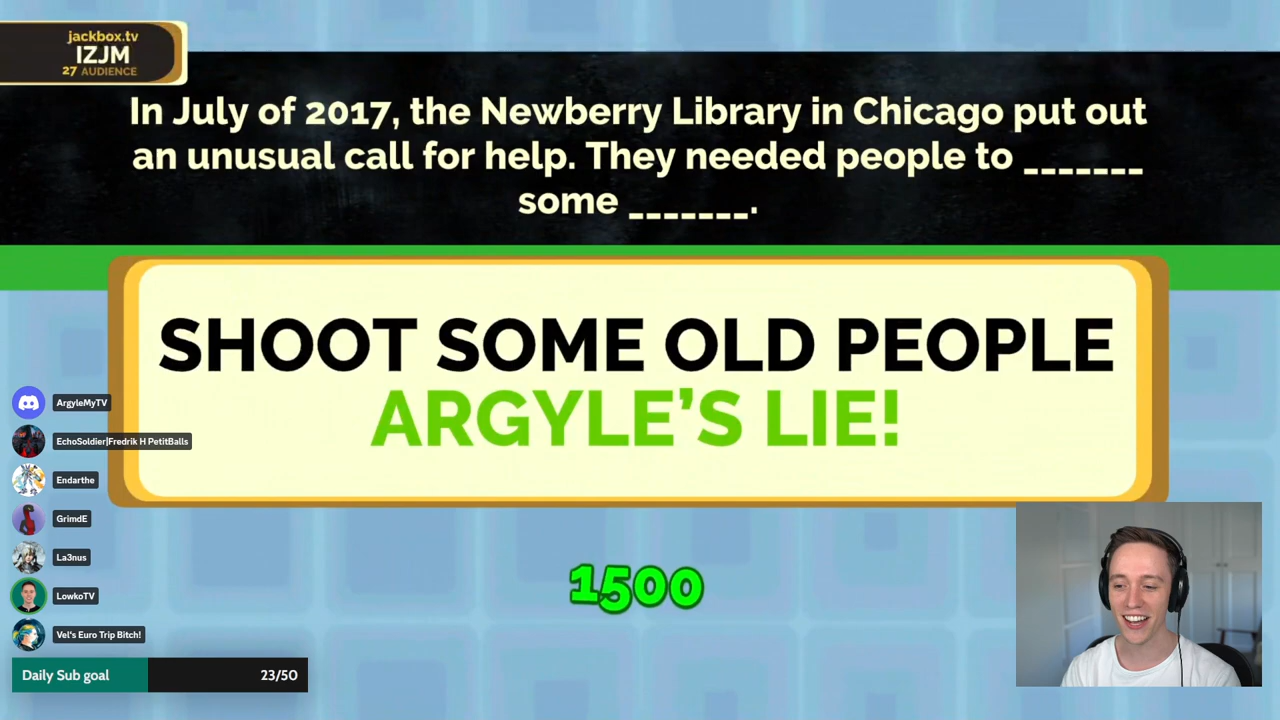 jackbox.tv
IZJM
27 AUDIENCE
In July of 2017, the Newberry Library in Chicago put out
an unusual call for help. They needed people to _______
some _______.
SHOOT SOME OLD PEOPLE
ARGYLE'S LIE!
1500
ArgyleMyTV
EchoSoldier|Fredrik H PetitBalls
Endarthe
GrimdE
La3nus
LowkoTV
Vel's Euro Trip Bitch!
Daily Sub goal 23/50